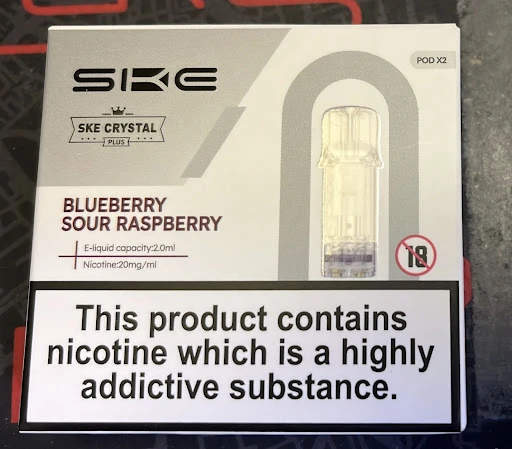 SKE
POD X2
SKE CRYSTAL
PLUS
BLUEBERRY
SOUR RASPBERRY
E-liquid capacity:2.0ml
Nicotine:20mg/ml
18
This product contains
nicotine which is a highly
addictive substance.